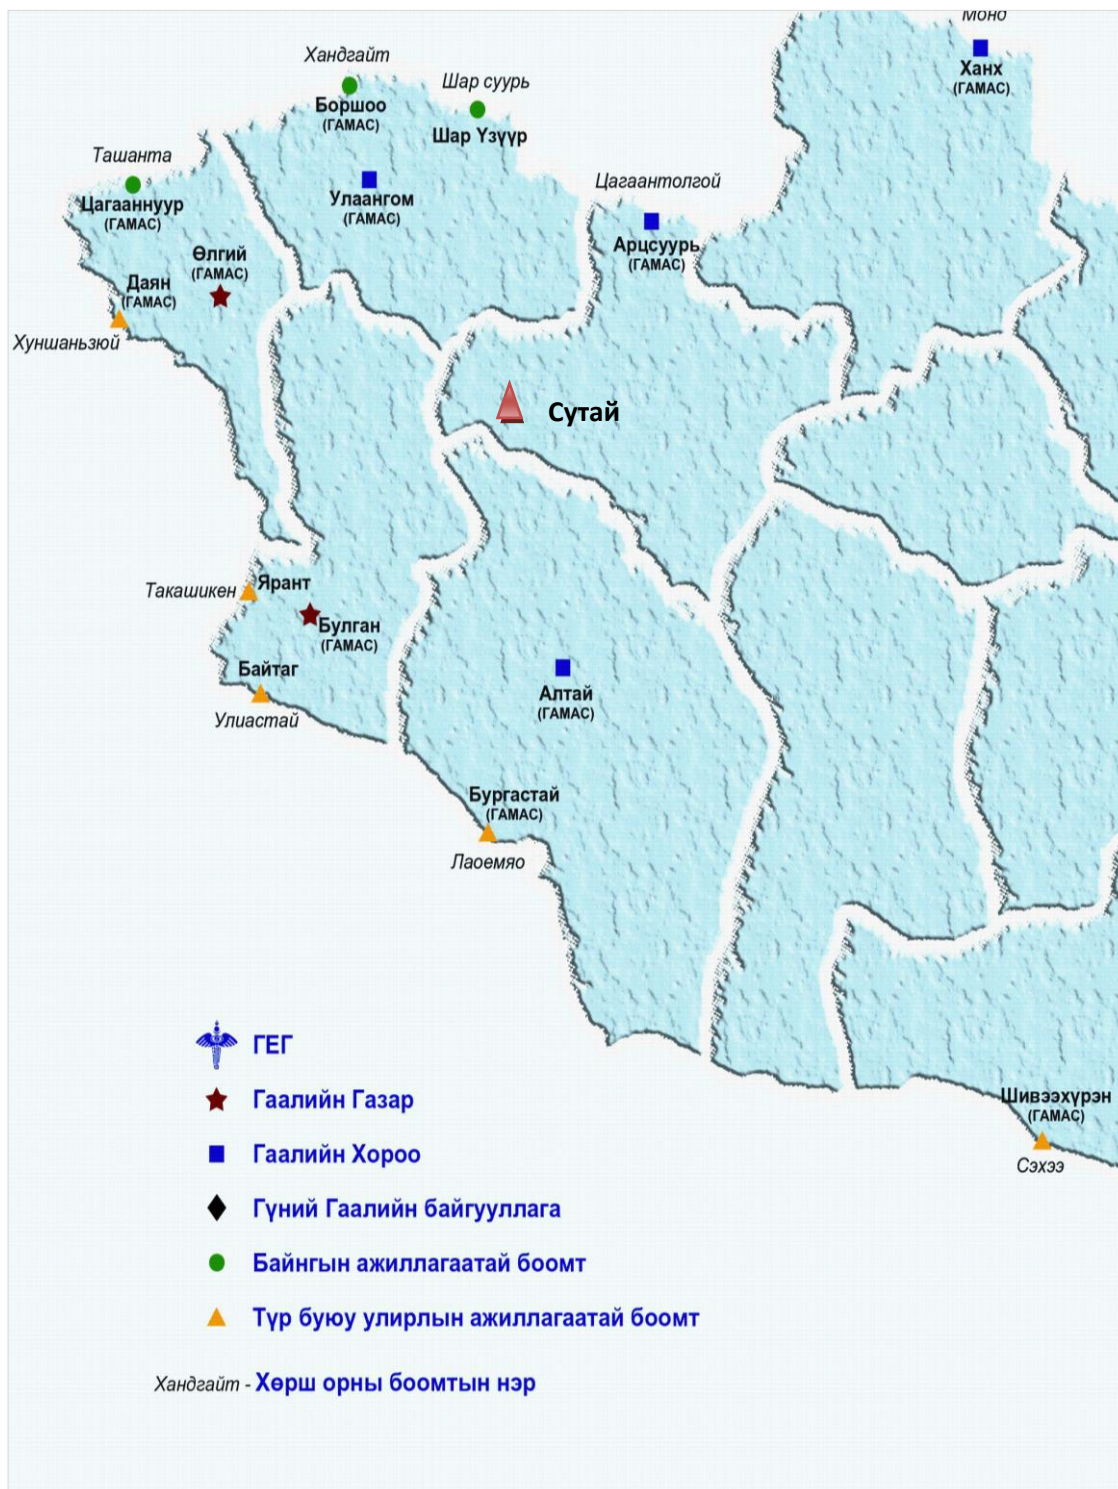 Монд
Ханх
(ГАМАС)
Хандгайт
Боршоо
(ГАМАС)
Шар суурь
Шар Үзүүр
Ташанта
Цагааннуур
(ГАМАС)
Улаангом
(ГАМАС)
Цагаантолгой
Арцсуурь
(ГАМАС)
Өлгий
(ГАМАС)
Даян
(ГАМАС)
Хуншаньзюй
Сутай
Такашикен
Ярант
Булган
(ГАМАС)
Байтаг
Улиастай
Алтай
(ГАМАС)
Бургастай
(ГАМАС)
Лаоемяо
ГЕГ
Гаалийн Газар
Гаалийн Хороо
Гүний Гаалийн байгууллага
Байнгын ажиллагаатай боомт
Түр буюу улирлын ажиллагаатай боомт
Хандгайт - Хөрш орны боомтын нэр
Шивээхүрэн
(ГАМАС)
Сэхээ